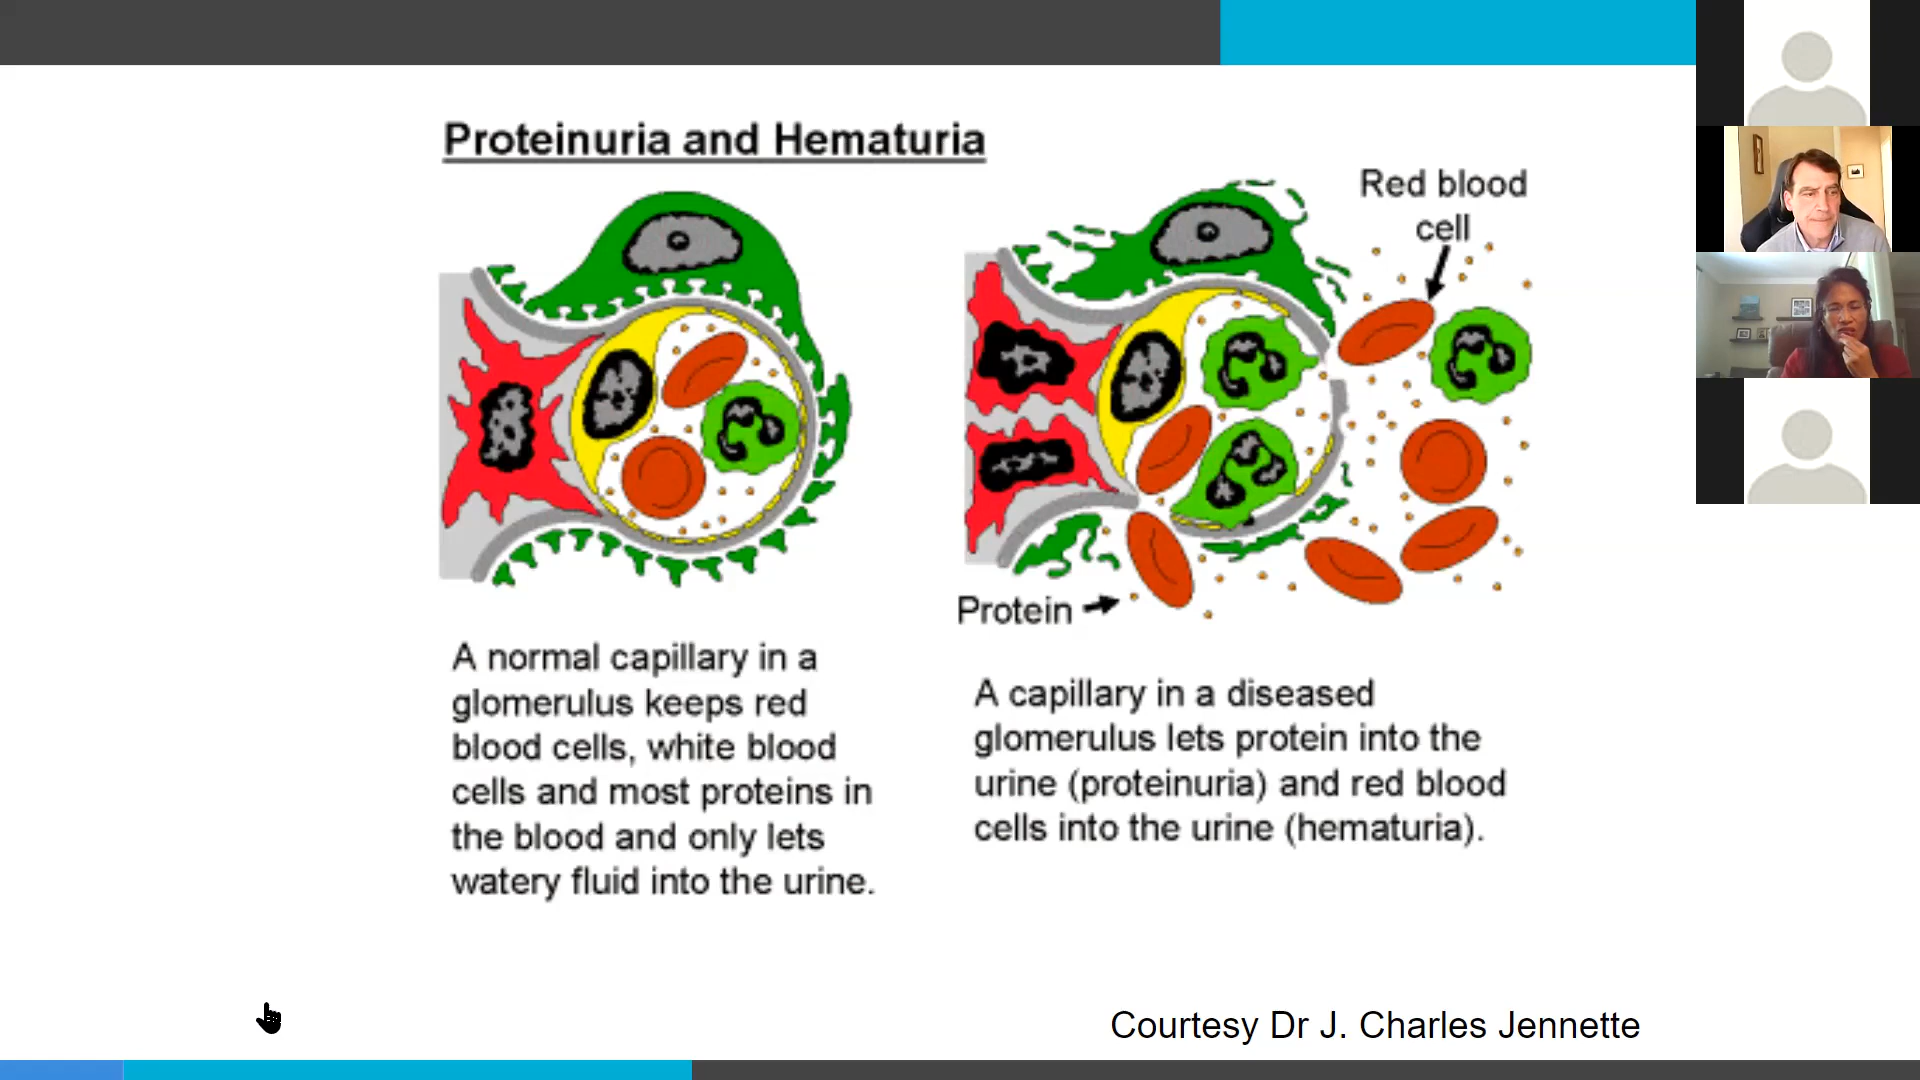 Proteinuria and Hematuria
Red blood
cell
Protein
A normal capillary in a
glomerulus keeps red
blood cells, white blood
cells and most proteins in
the blood and only lets
watery fluid into the urine.
A capillary in a diseased
glomerulus lets protein into the
urine (proteinuria) and red blood
cells into the urine (hematuria).
Courtesy Dr J. Charles Jennette